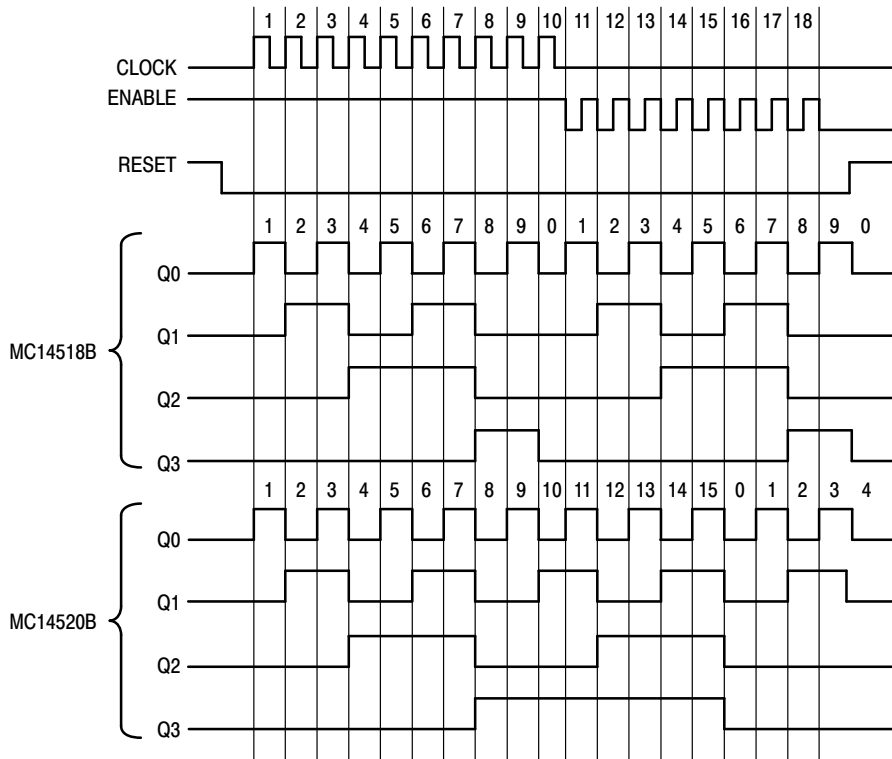 1 2 3 4 5 6 7 8 9 10 11 12 13 14 15 16 17 18
CLOCK
ENABLE
RESET
1 2 3 4 5 6 7 8 9 0 1 2 3 4 5 6 7 8 9 0
Q0
Q1
MC14518B
Q2
Q3
1 2 3 4 5 6 7 8 9 10 11 12 13 14 15 0 1 2 3 4
Q0
Q1
MC14520B
Q2
Q3